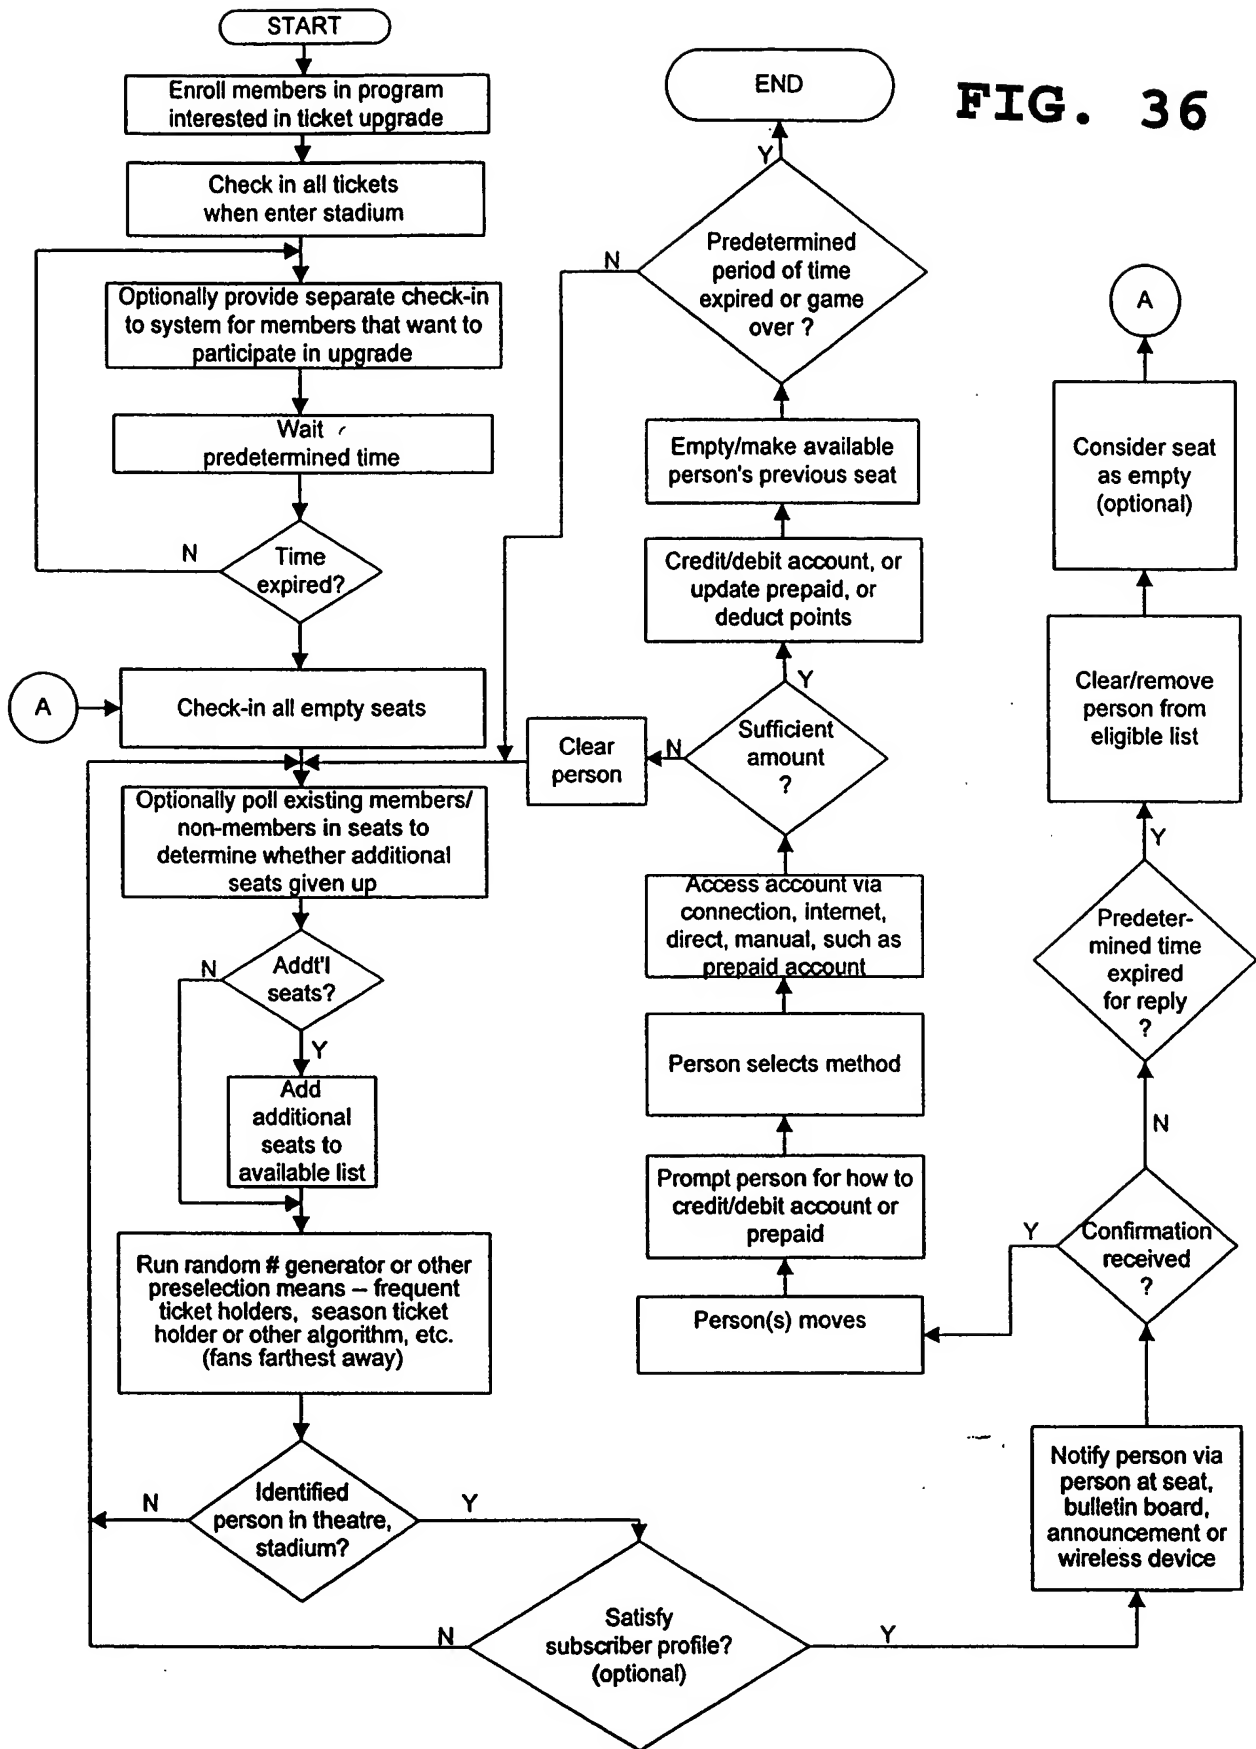 START
Enroll members in program
interested in ticket upgrade
Check in all tickets
when enter stadium
Optionally provide separate check-in
to system for members that want to
participate in upgrade
Wait
predetermined time
N
Time
expired?
A
Check-in all empty seats
Optionally poll existing members/
non-members in seats to
determine whether additional
seats given up
N
Addt'l
seats?
Y
Add
additional
seats to
available list
Run random # generator or other
preselection means – frequent
ticket holders, season ticket
holder or other algorithm, etc.
(fans farthest away)
N
Identified
person in theatre,
stadium?
Y
N
Satisfy
subscriber profile?
(optional)
Y
END
Y
N
Predetermined
period of time
expired or game
over ?
Empty/make available
person's previous seat
Credit/debit account, or
update prepaid, or
deduct points
Y
Clear
person
N
Sufficient
amount
?
Access account via
connection, internet,
direct, manual, such as
prepaid account
Person selects method
Prompt person for how to
credit/debit account or
prepaid
Person(s) moves
FIG. 36
A
Consider seat
as empty
(optional)
Clear/remove
person from
eligible list
Y
Predeter-
mined time
expired
for reply
?
N
Y
Confirmation
received
?
Notify person via
person at seat,
bulletin board,
announcement or
wireless device